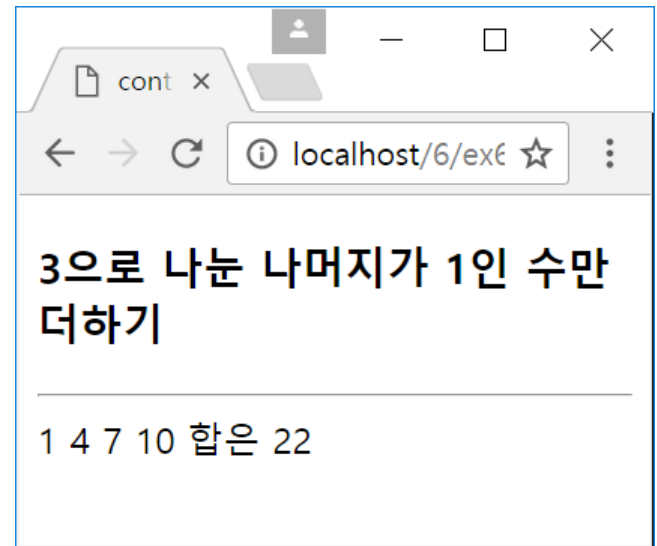 cont
localhost/6/ex6
3으로 나눈 나머지가 1인 수만
더하기
1 4 7 10 합은 22